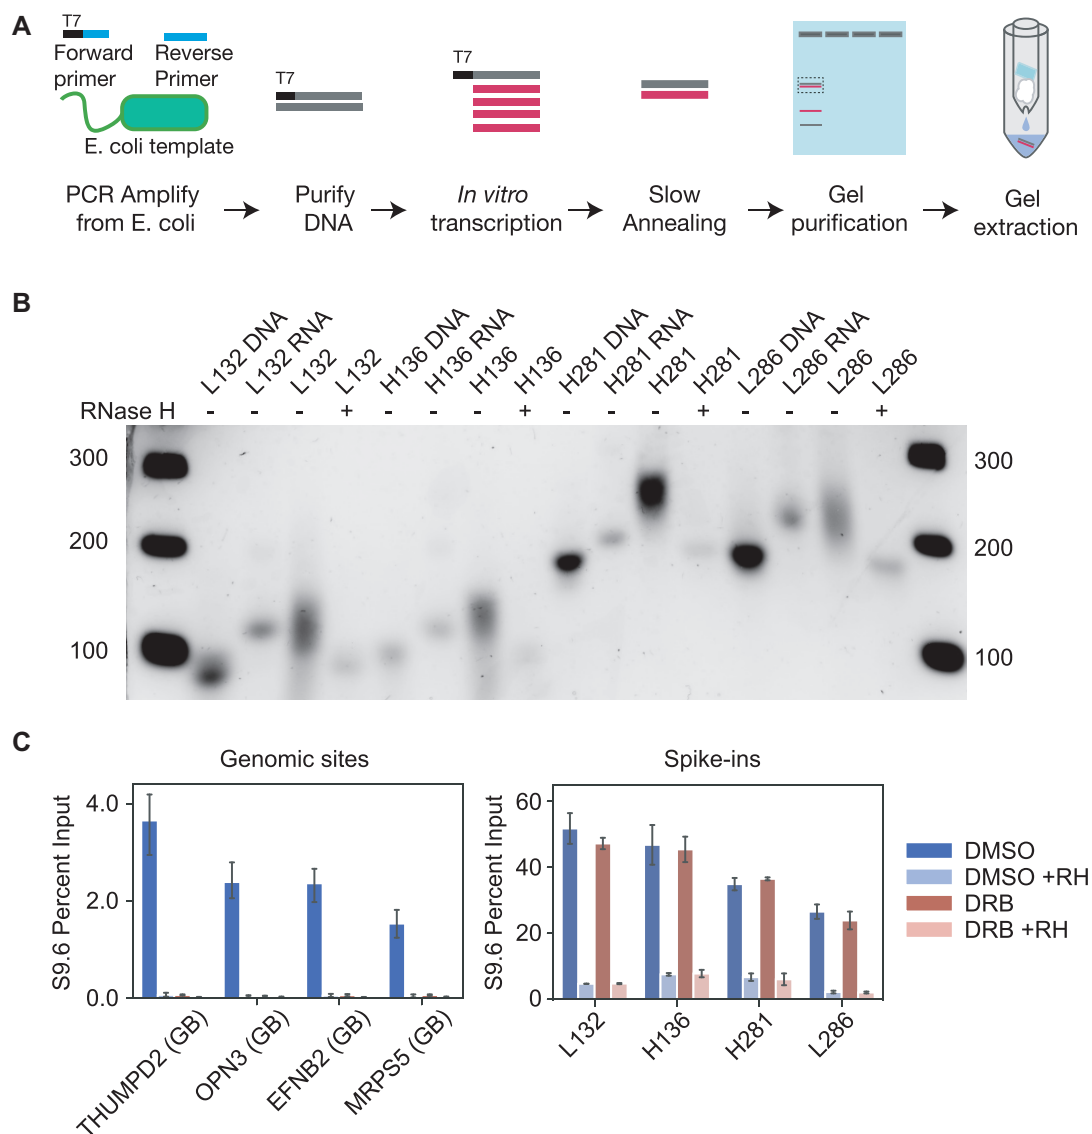 A
T7
Forward
primer
Reverse
Primer
E. coli template
T7
T7
PCR Amplify
from E. coli
Purify
DNA
In vitro
transcription
Slow
Annealing
Gel
purification
Gel
extraction
B
L132 DNA
L132 RNA
L132
L132
H136 DNA
H136 RNA
H136
H136
H281 DNA
H281 RNA
H281
H281
L286 DNA
L286 RNA
L286
L286
RNase H - - - + - - - + - - - + - - - +
300
200
100
300
200
100
C
Genomic sites
S9.6 Percent Input
4.0
2.0
0.0
THUMPD2 (GB)
OPN3 (GB)
EFNB2 (GB)
MRPS5 (GB)
Spike-ins
S9.6 Percent Input
60
40
20
0
L132
H136
H281
L286
DMSO
DMSO +RH
DRB
DRB +RH